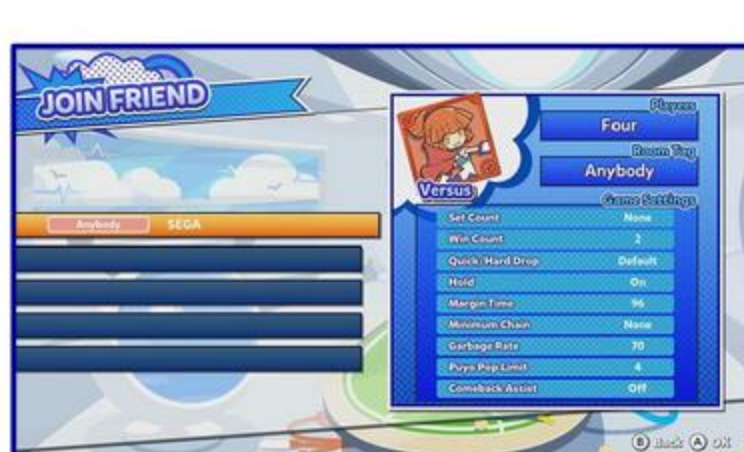 JOIN FRIEND
Anybody SEGA
Versus
Players
Four
Room Tag
Anybody
Game Settings
Set Count None
Win Count 2
Quick/Hard Drop Default
Hold On
Margin Time 96
Minimum Chain None
Garbage Rate 70
Puyo Pop Limit 4
Comeback Assist Off
B Back A OK